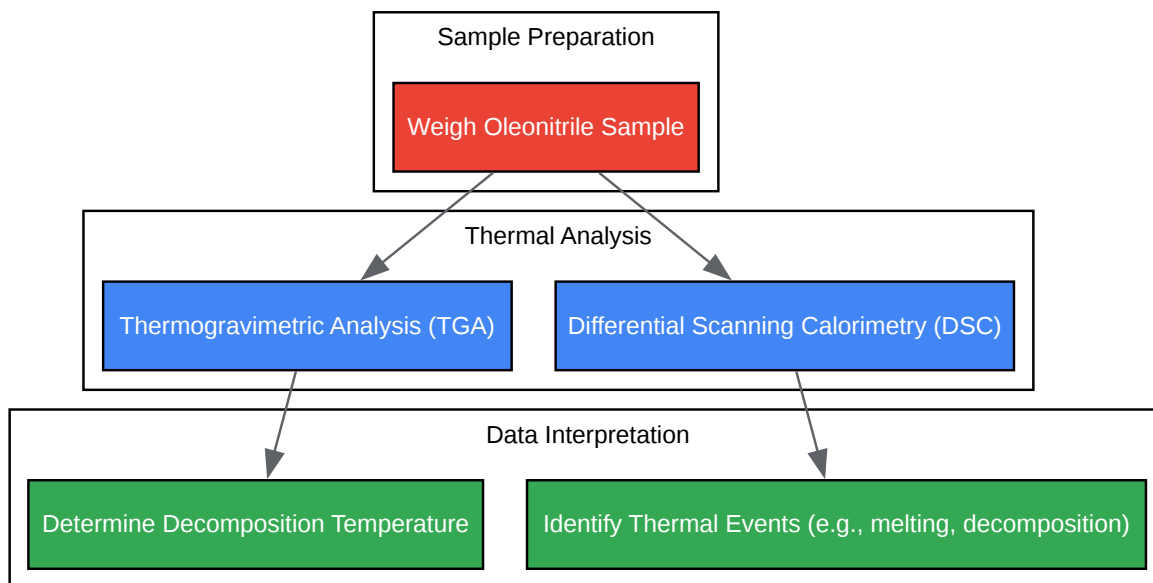 Sample Preparation
Weigh Oleonitrile Sample
Thermal Analysis
Thermogravimetric Analysis (TGA)
Differential Scanning Calorimetry (DSC)
Data Interpretation
Determine Decomposition Temperature
Identify Thermal Events (e.g., melting, decomposition)